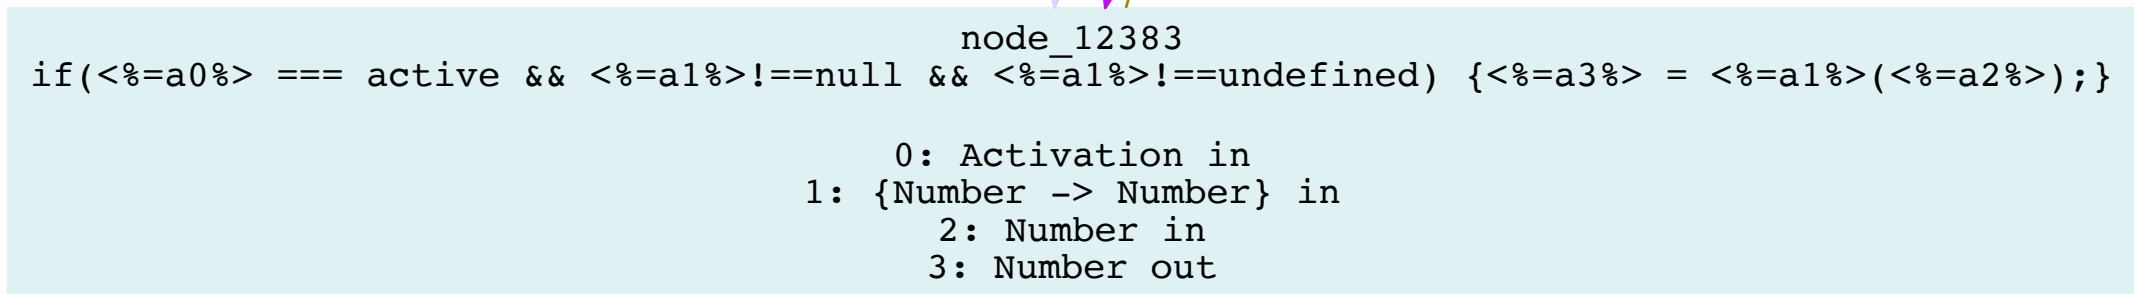 node_12383
if(<%=a0%> === active && <%=a1%>!==null && <%=a1%>!==undefined) {<%=a3%> = <%=a1%>(<%=a2%>);}
0: Activation in
1: {Number -> Number} in
2: Number in
3: Number out